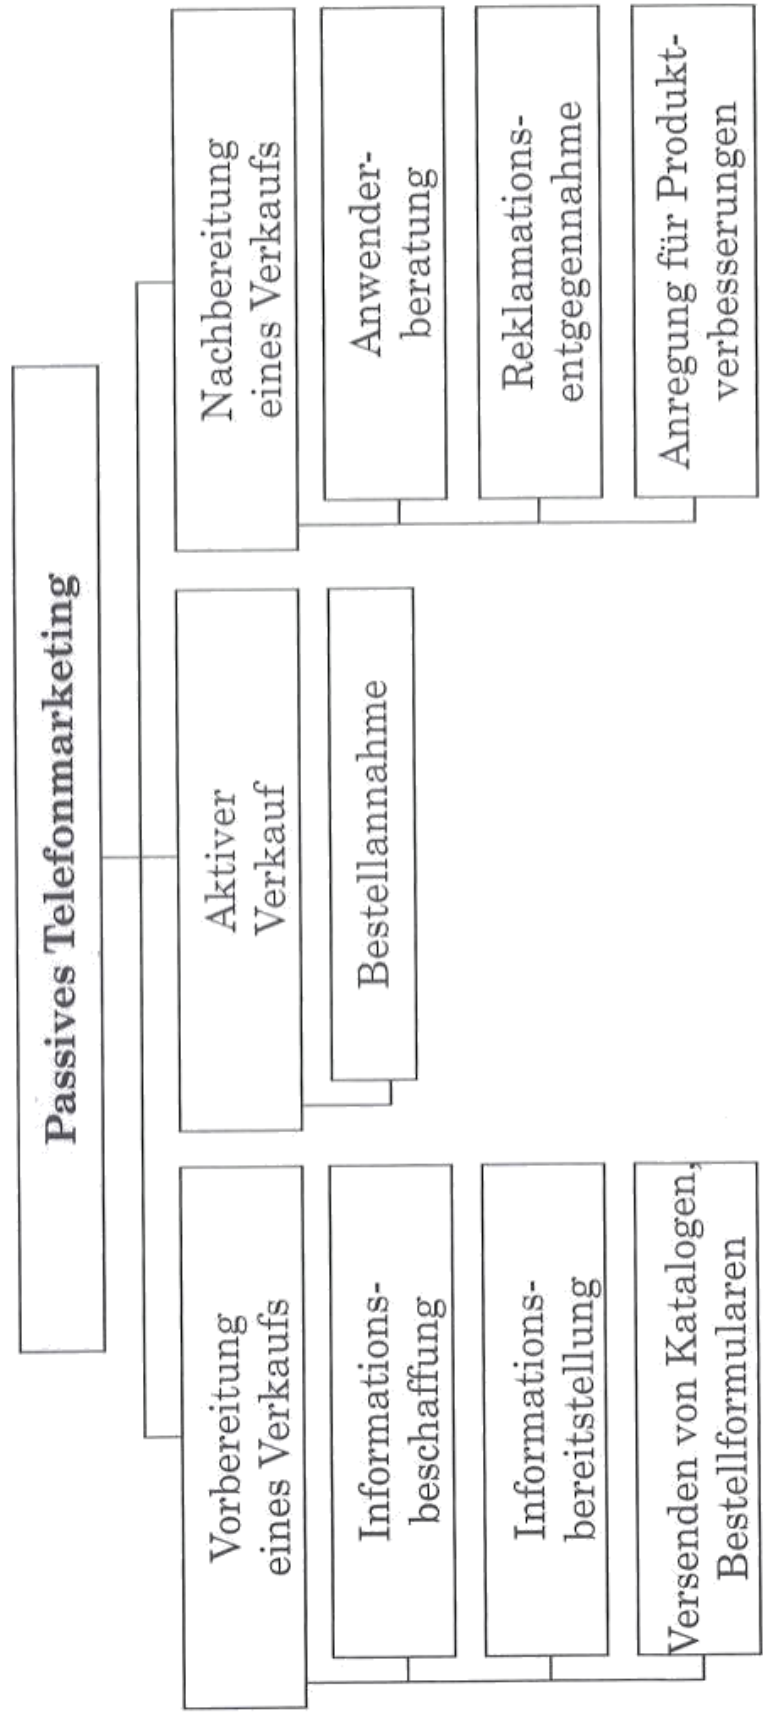 Passives Telefonmarketing
Vorbereitung
eines Verkaufs
Informations-
beschaffung
Informations-
bereitstellung
Versenden von Katalogen,
Bestellformularen
Aktiver
Verkauf
Bestellannahme
Nachbereitung
eines Verkaufs
Anwender-
beratung
Reklamations-
entgegennahme
Anregung für Produkt-
verbesserungen